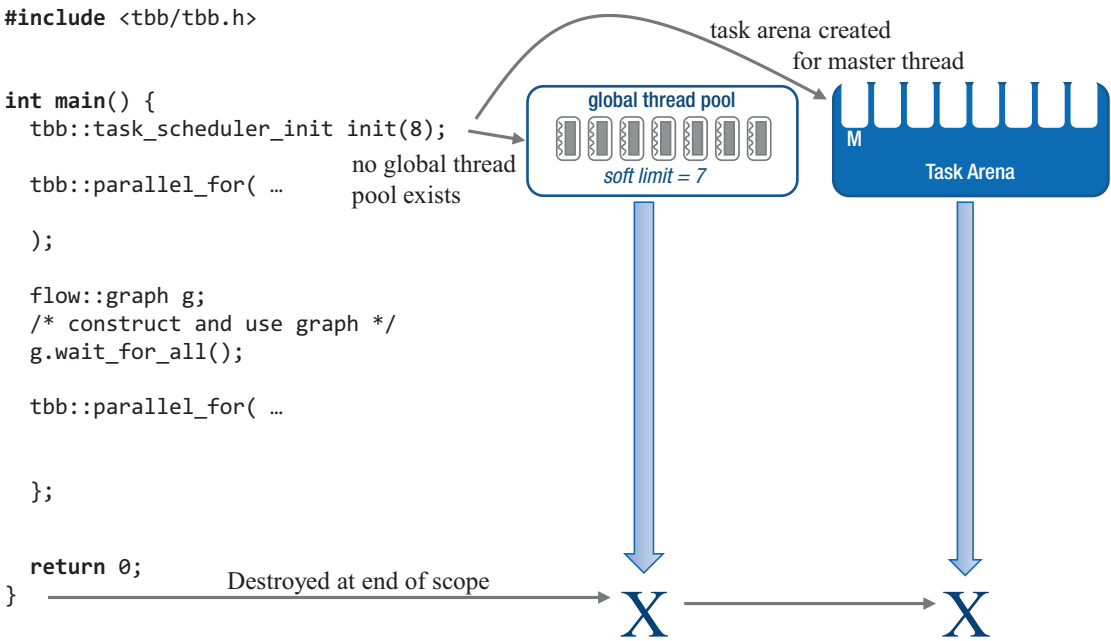 #include <tbb/tbb.h>
int main() {
tbb::task_scheduler_init init(8);
tbb::parallel_for( …
);
flow::graph g;
/* construct and use graph */
g.wait_for_all();
tbb::parallel_for( …
};
return 0;
}
no global thread
pool exists
task arena created
for master thread
global thread pool
soft limit = 7
M
Task Arena
Destroyed at end of scope
X
X